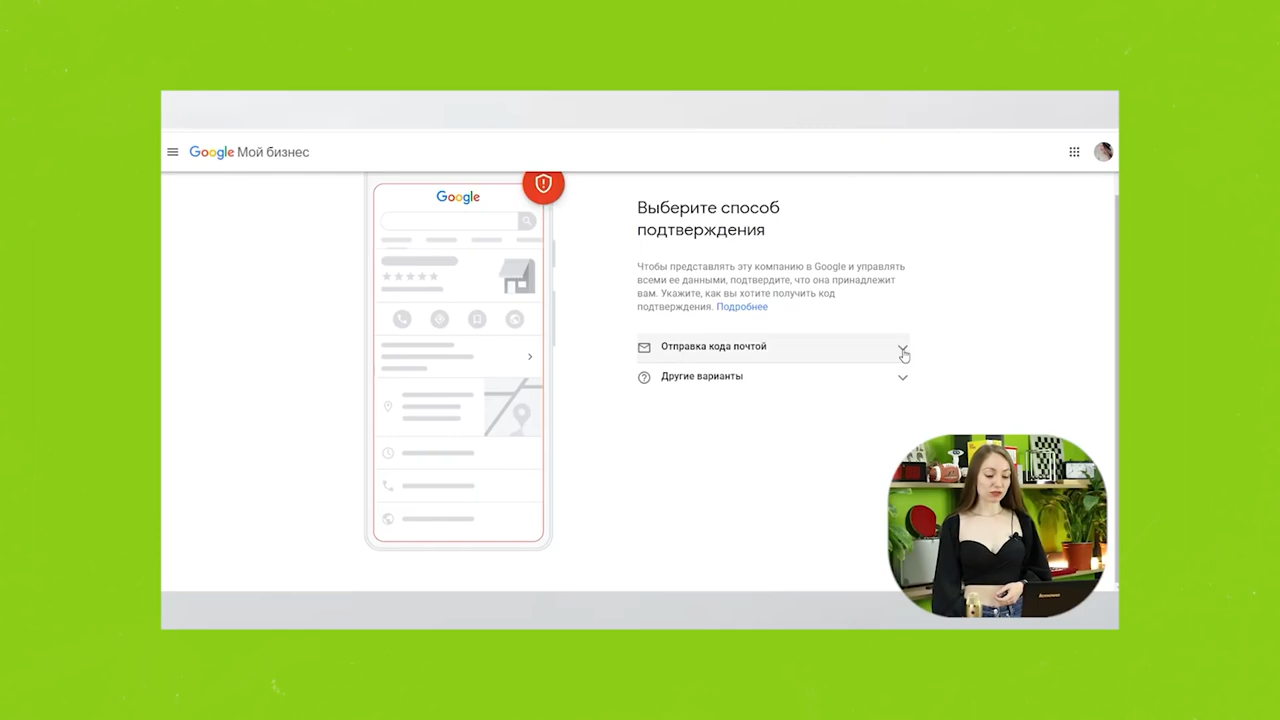 Google Мой бизнес
Google
Выберите способ
подтверждения
Чтобы представлять эту компанию в Google и управлять
всеми ее данными, подтвердите, что она принадлежит
вам. Укажите, как вы хотите получить код
подтверждения. Подробнее
Отправка кода почтой
Другие варианты